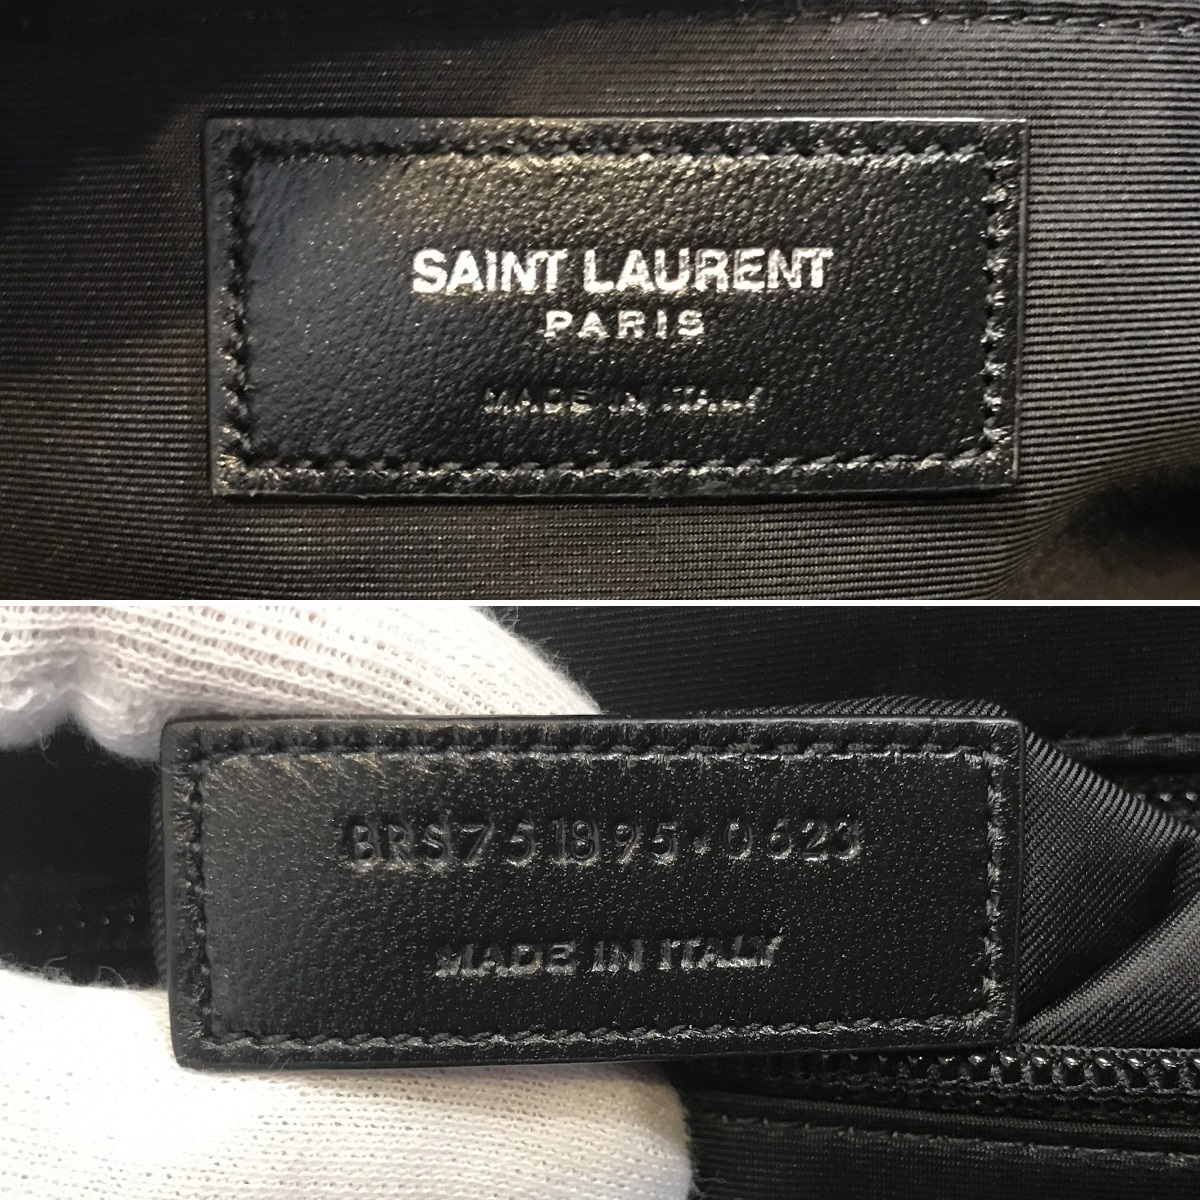 SAINT LAURENT
PARIS
MADE IN ITALY
BRS751895·0623
MADE IN ITALY